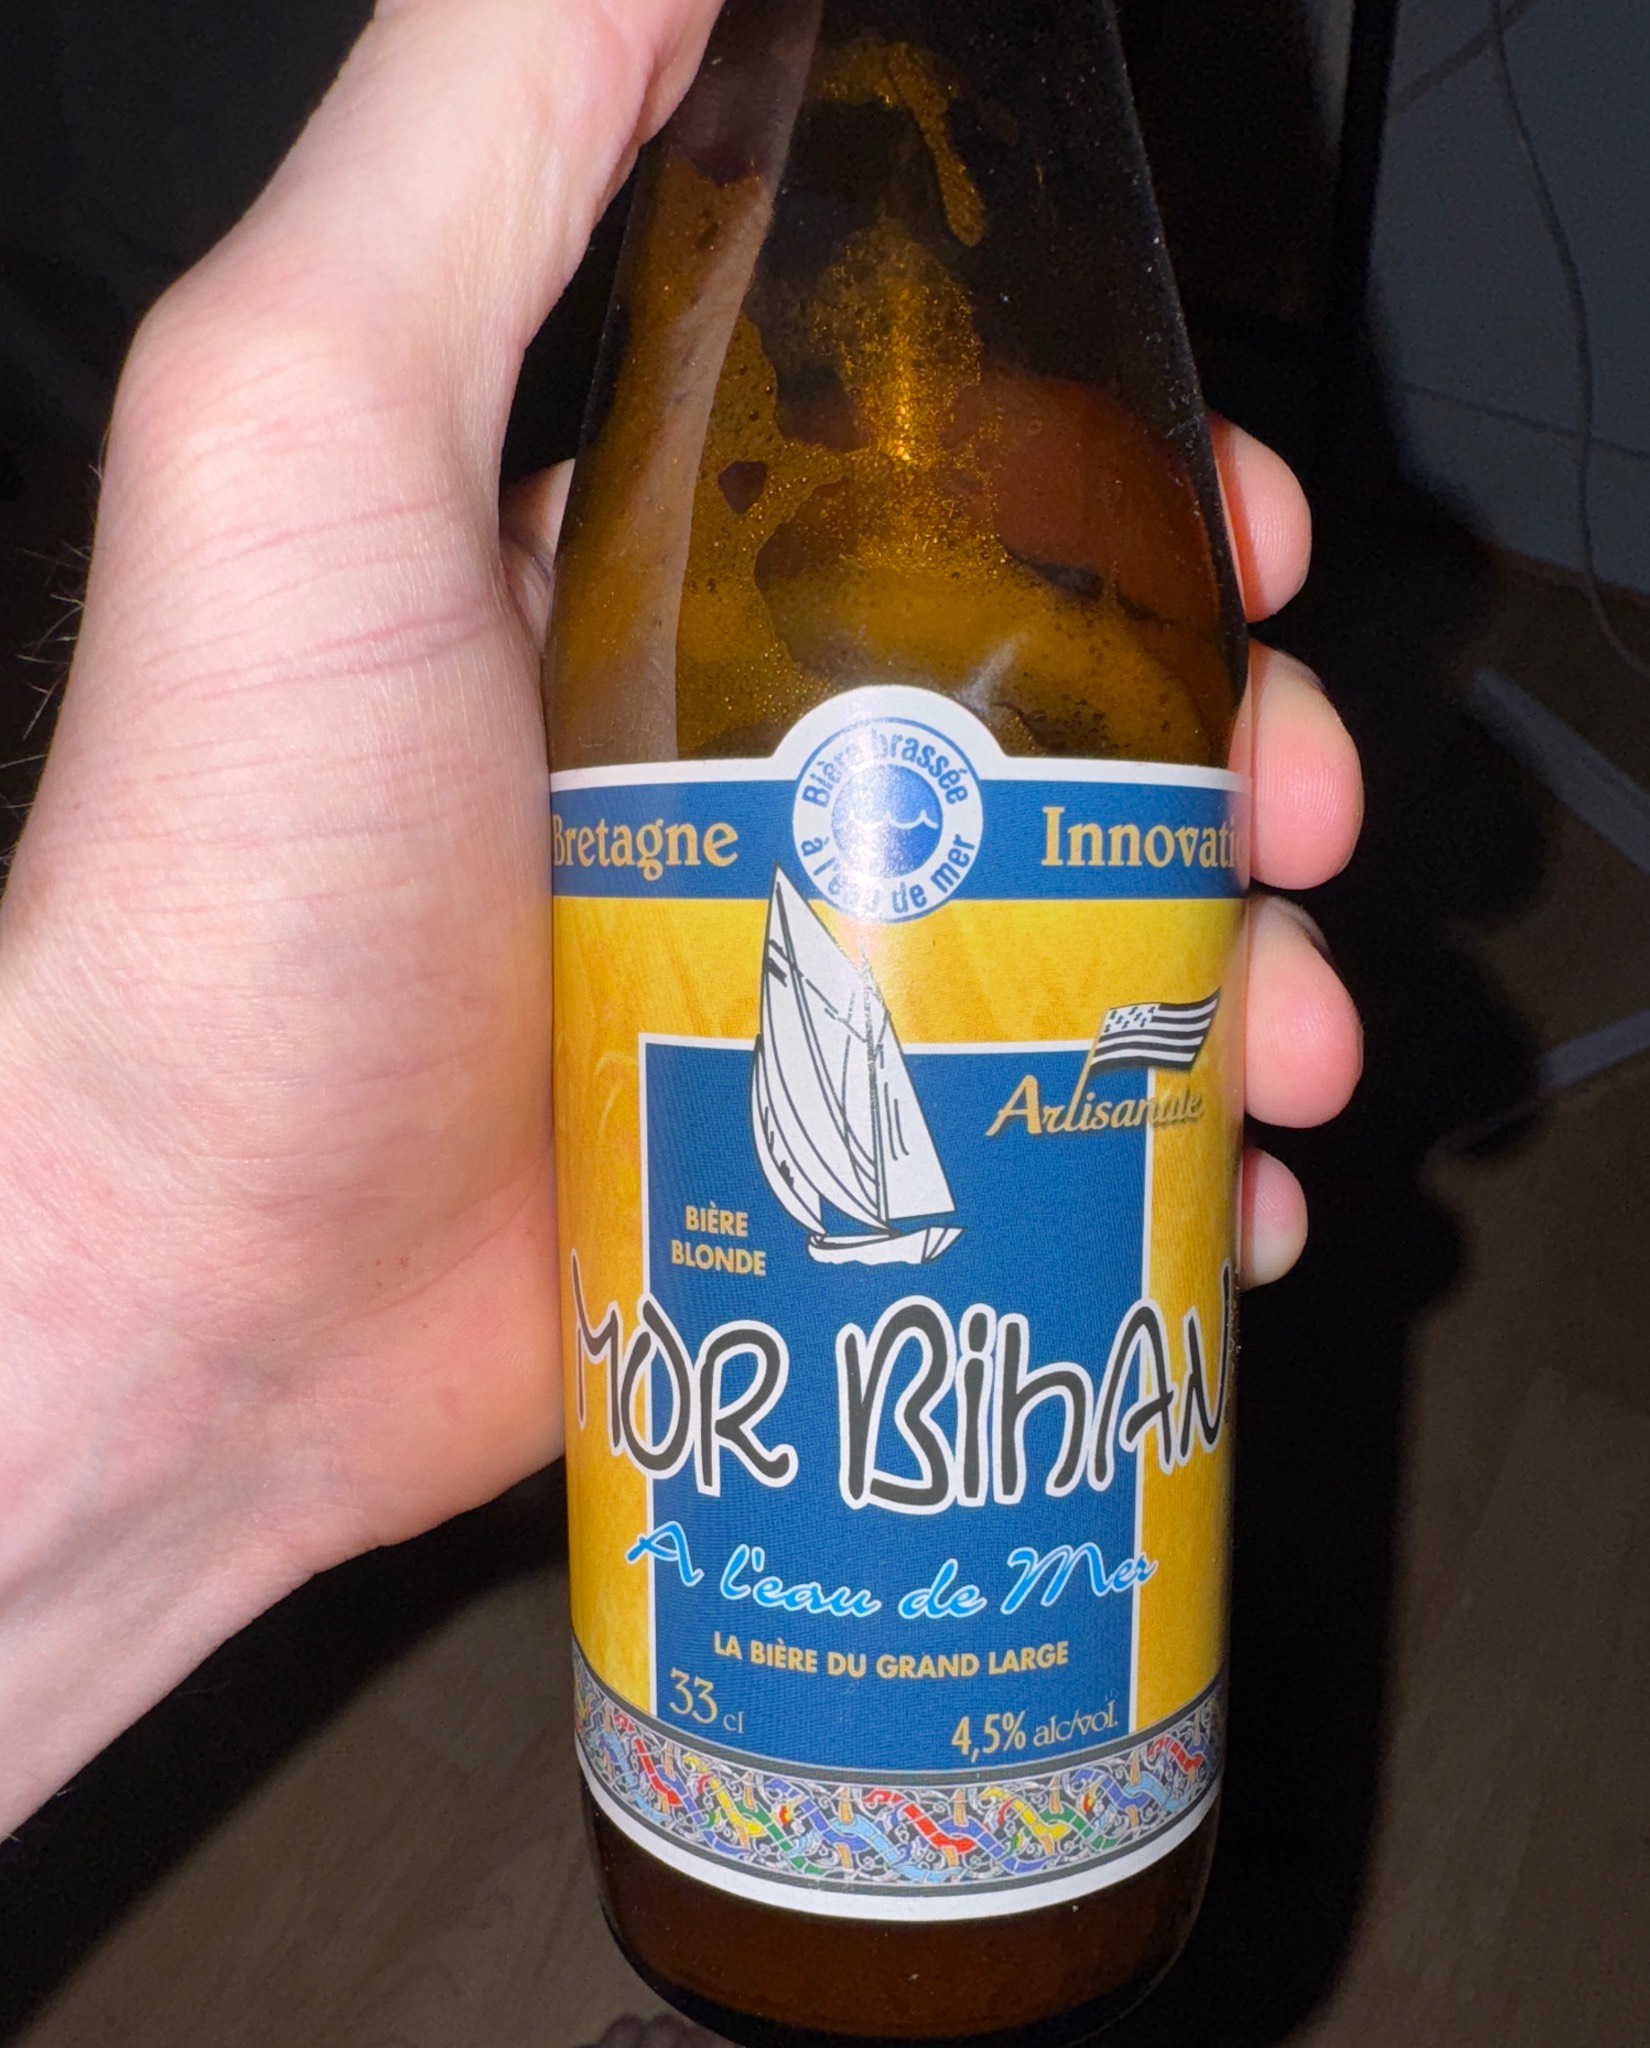 Bière brassée
à l'eau de mer
Bretagne
Innovati
Artisanale
BIÈRE
BLONDE
MOR BihAN
A l'eau de Mer
LA BIÈRE DU GRAND LARGE
33 cl
4,5% alc/vol.